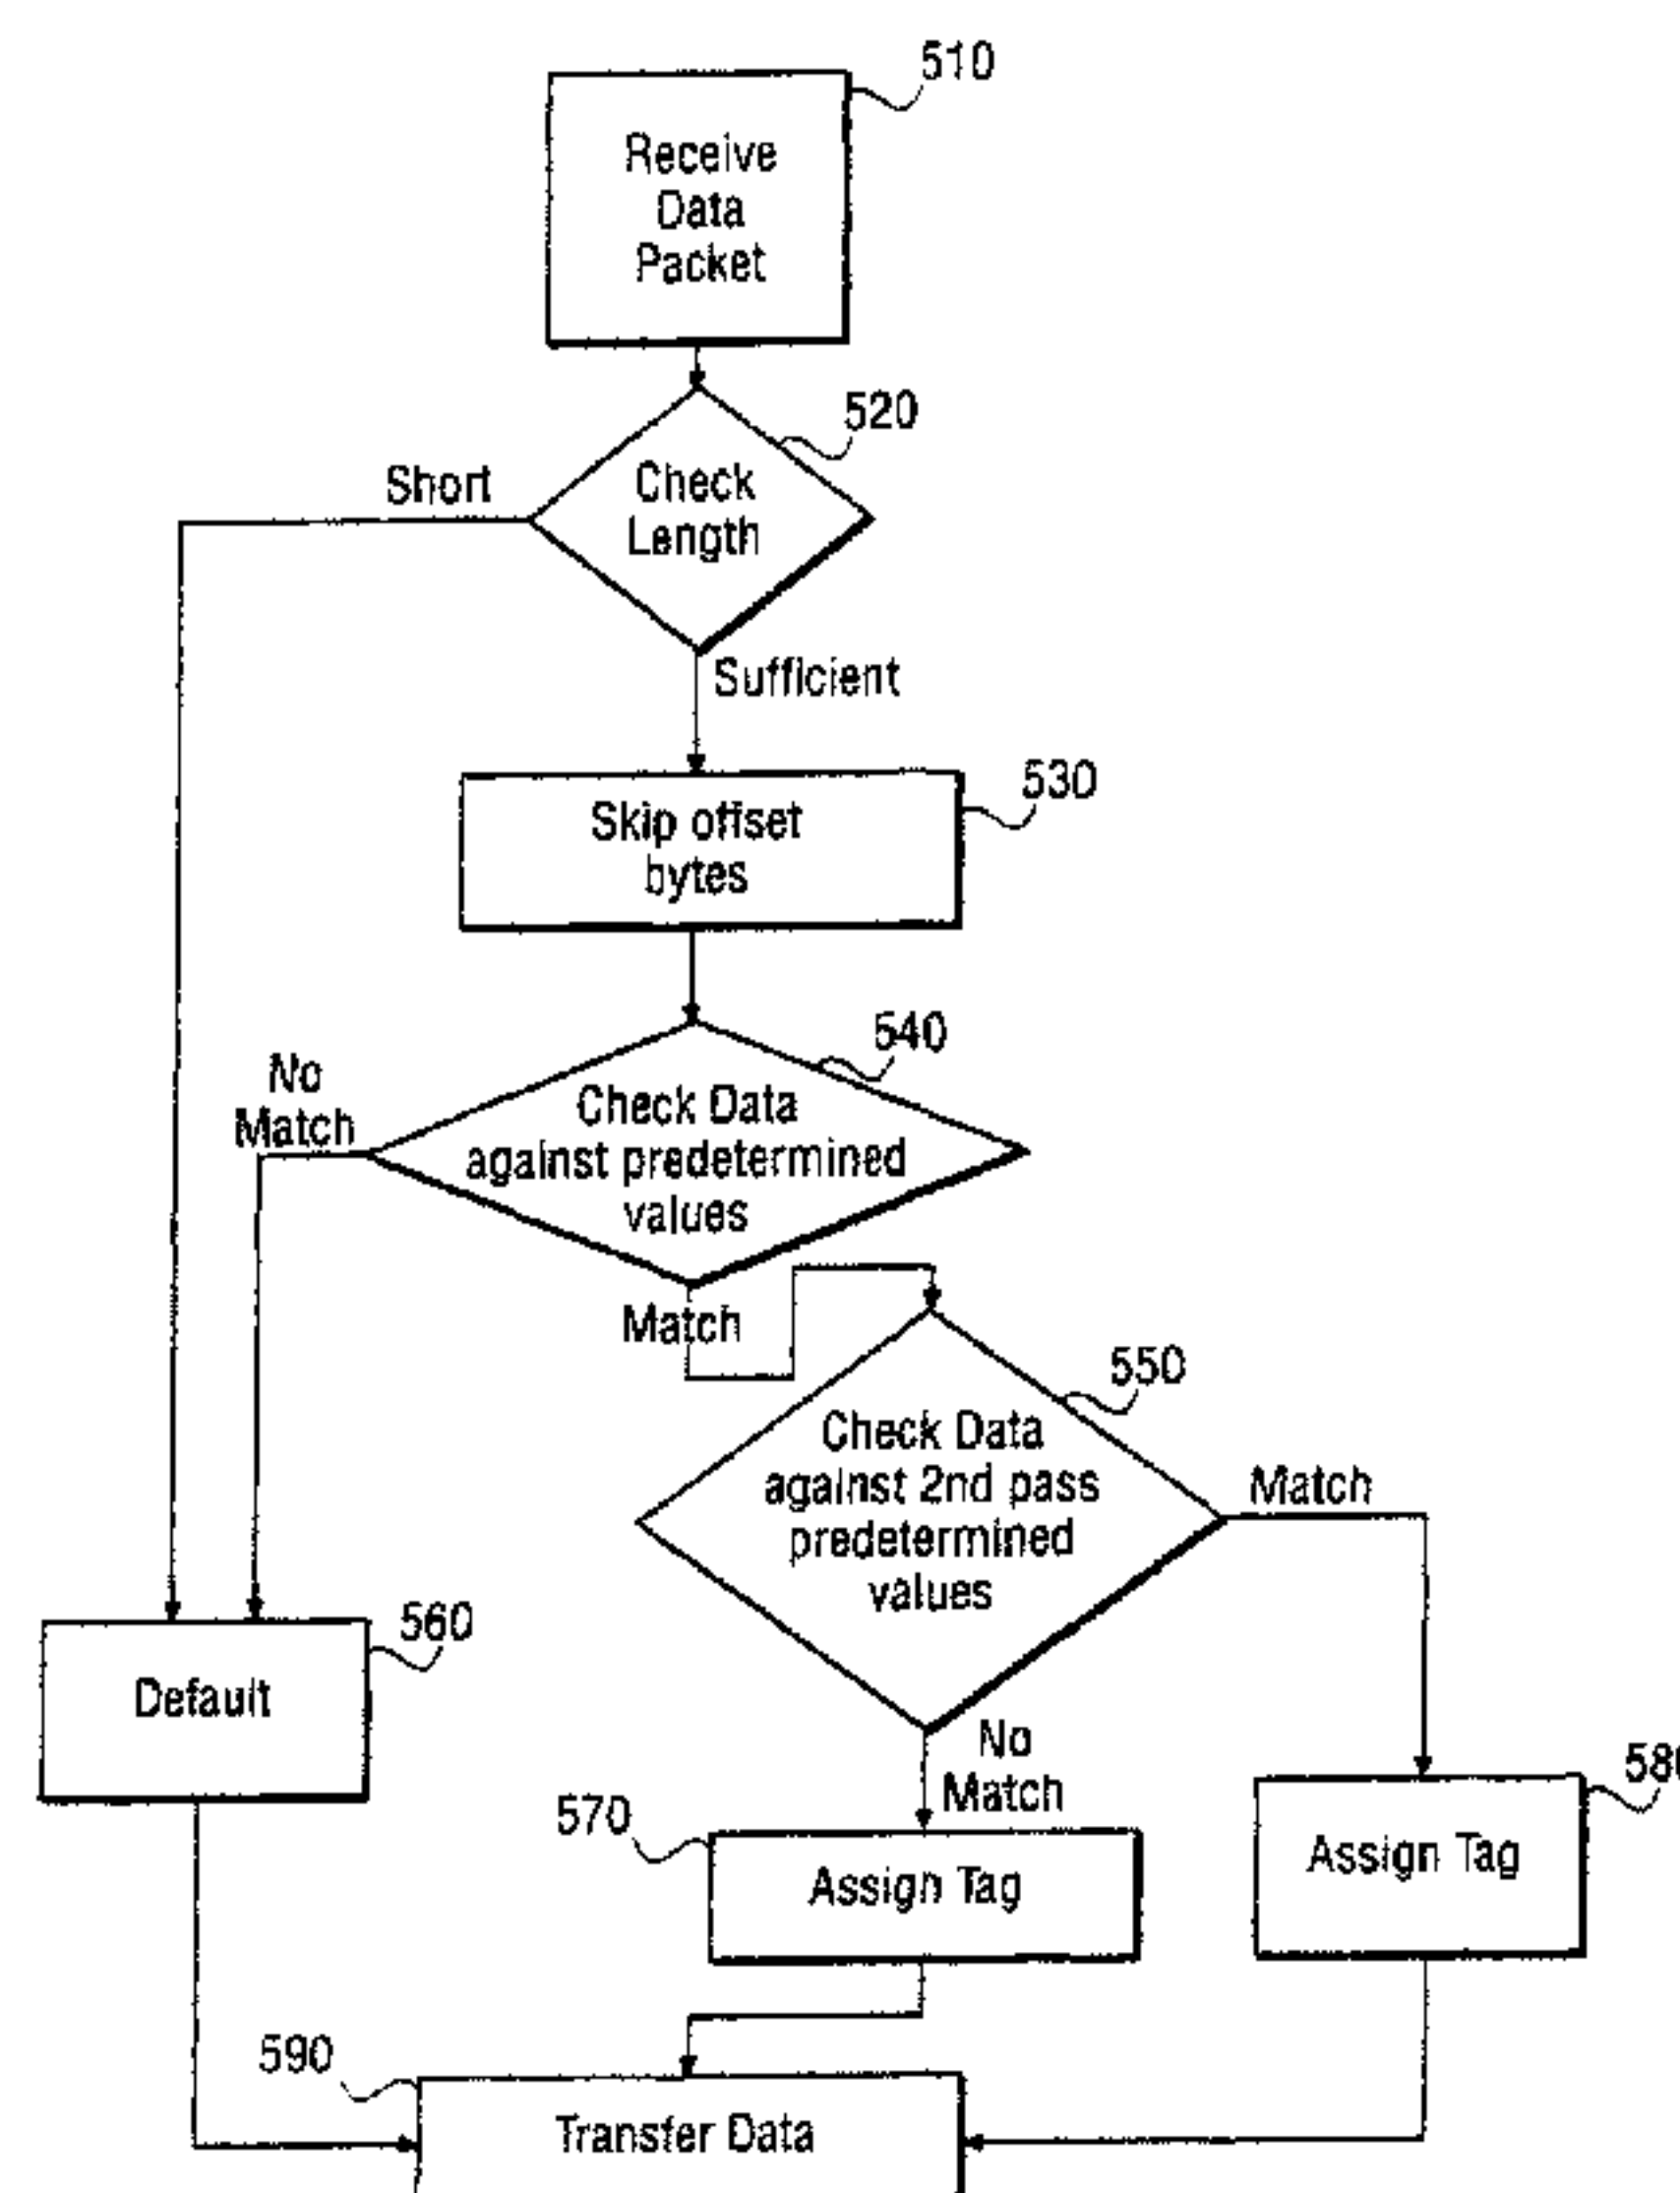 510
Receive
Data
Packet
520
Short
Check
Length
Sufficient
530
Skip offset
bytes
540
No
Match
Check Data
against predetermined
values
Match
550
Check Data
against 2nd pass
predetermined
values
Match
560
Default
No
Match
570
Assign Tag
Assign Tag
590
Transfer Data